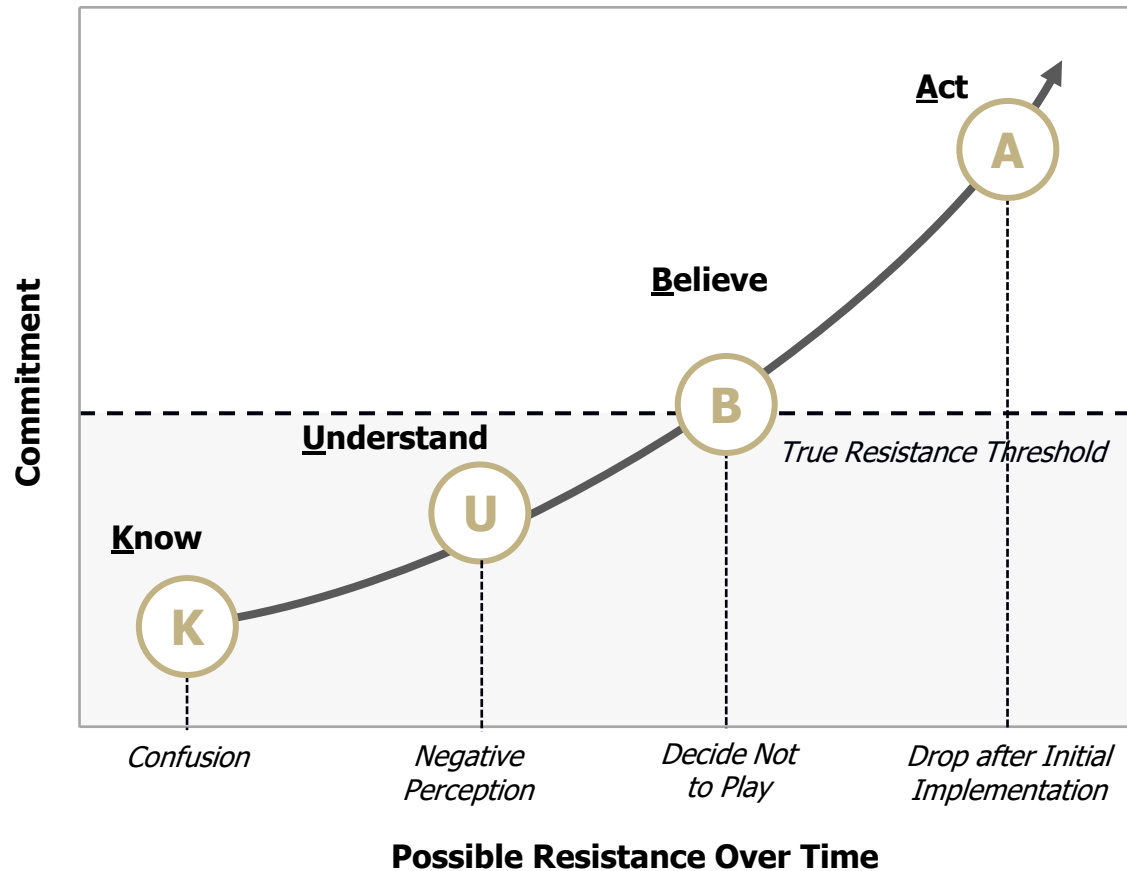 Act
A
Believe
B
True Resistance Threshold
Understand
U
Know
K
Commitment
Confusion
Negative
Perception
Decide Not
to Play
Drop after Initial
Implementation
Possible Resistance Over Time